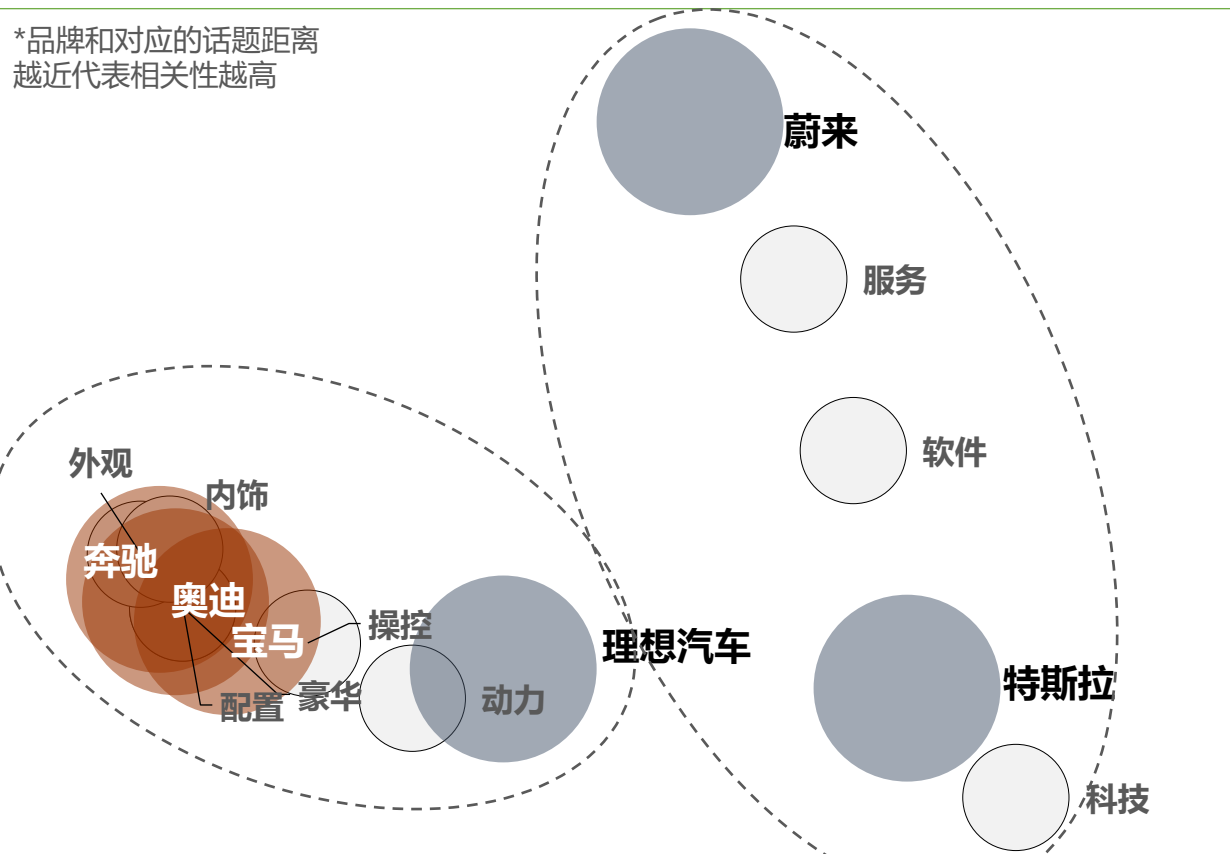 *品牌和对应的话题距离
越近代表相关性越高
蔚来
服务
软件
外观
内饰
奔驰
奥迪
宝马
操控
理想汽车
特斯拉
配置
豪华
动力
科技